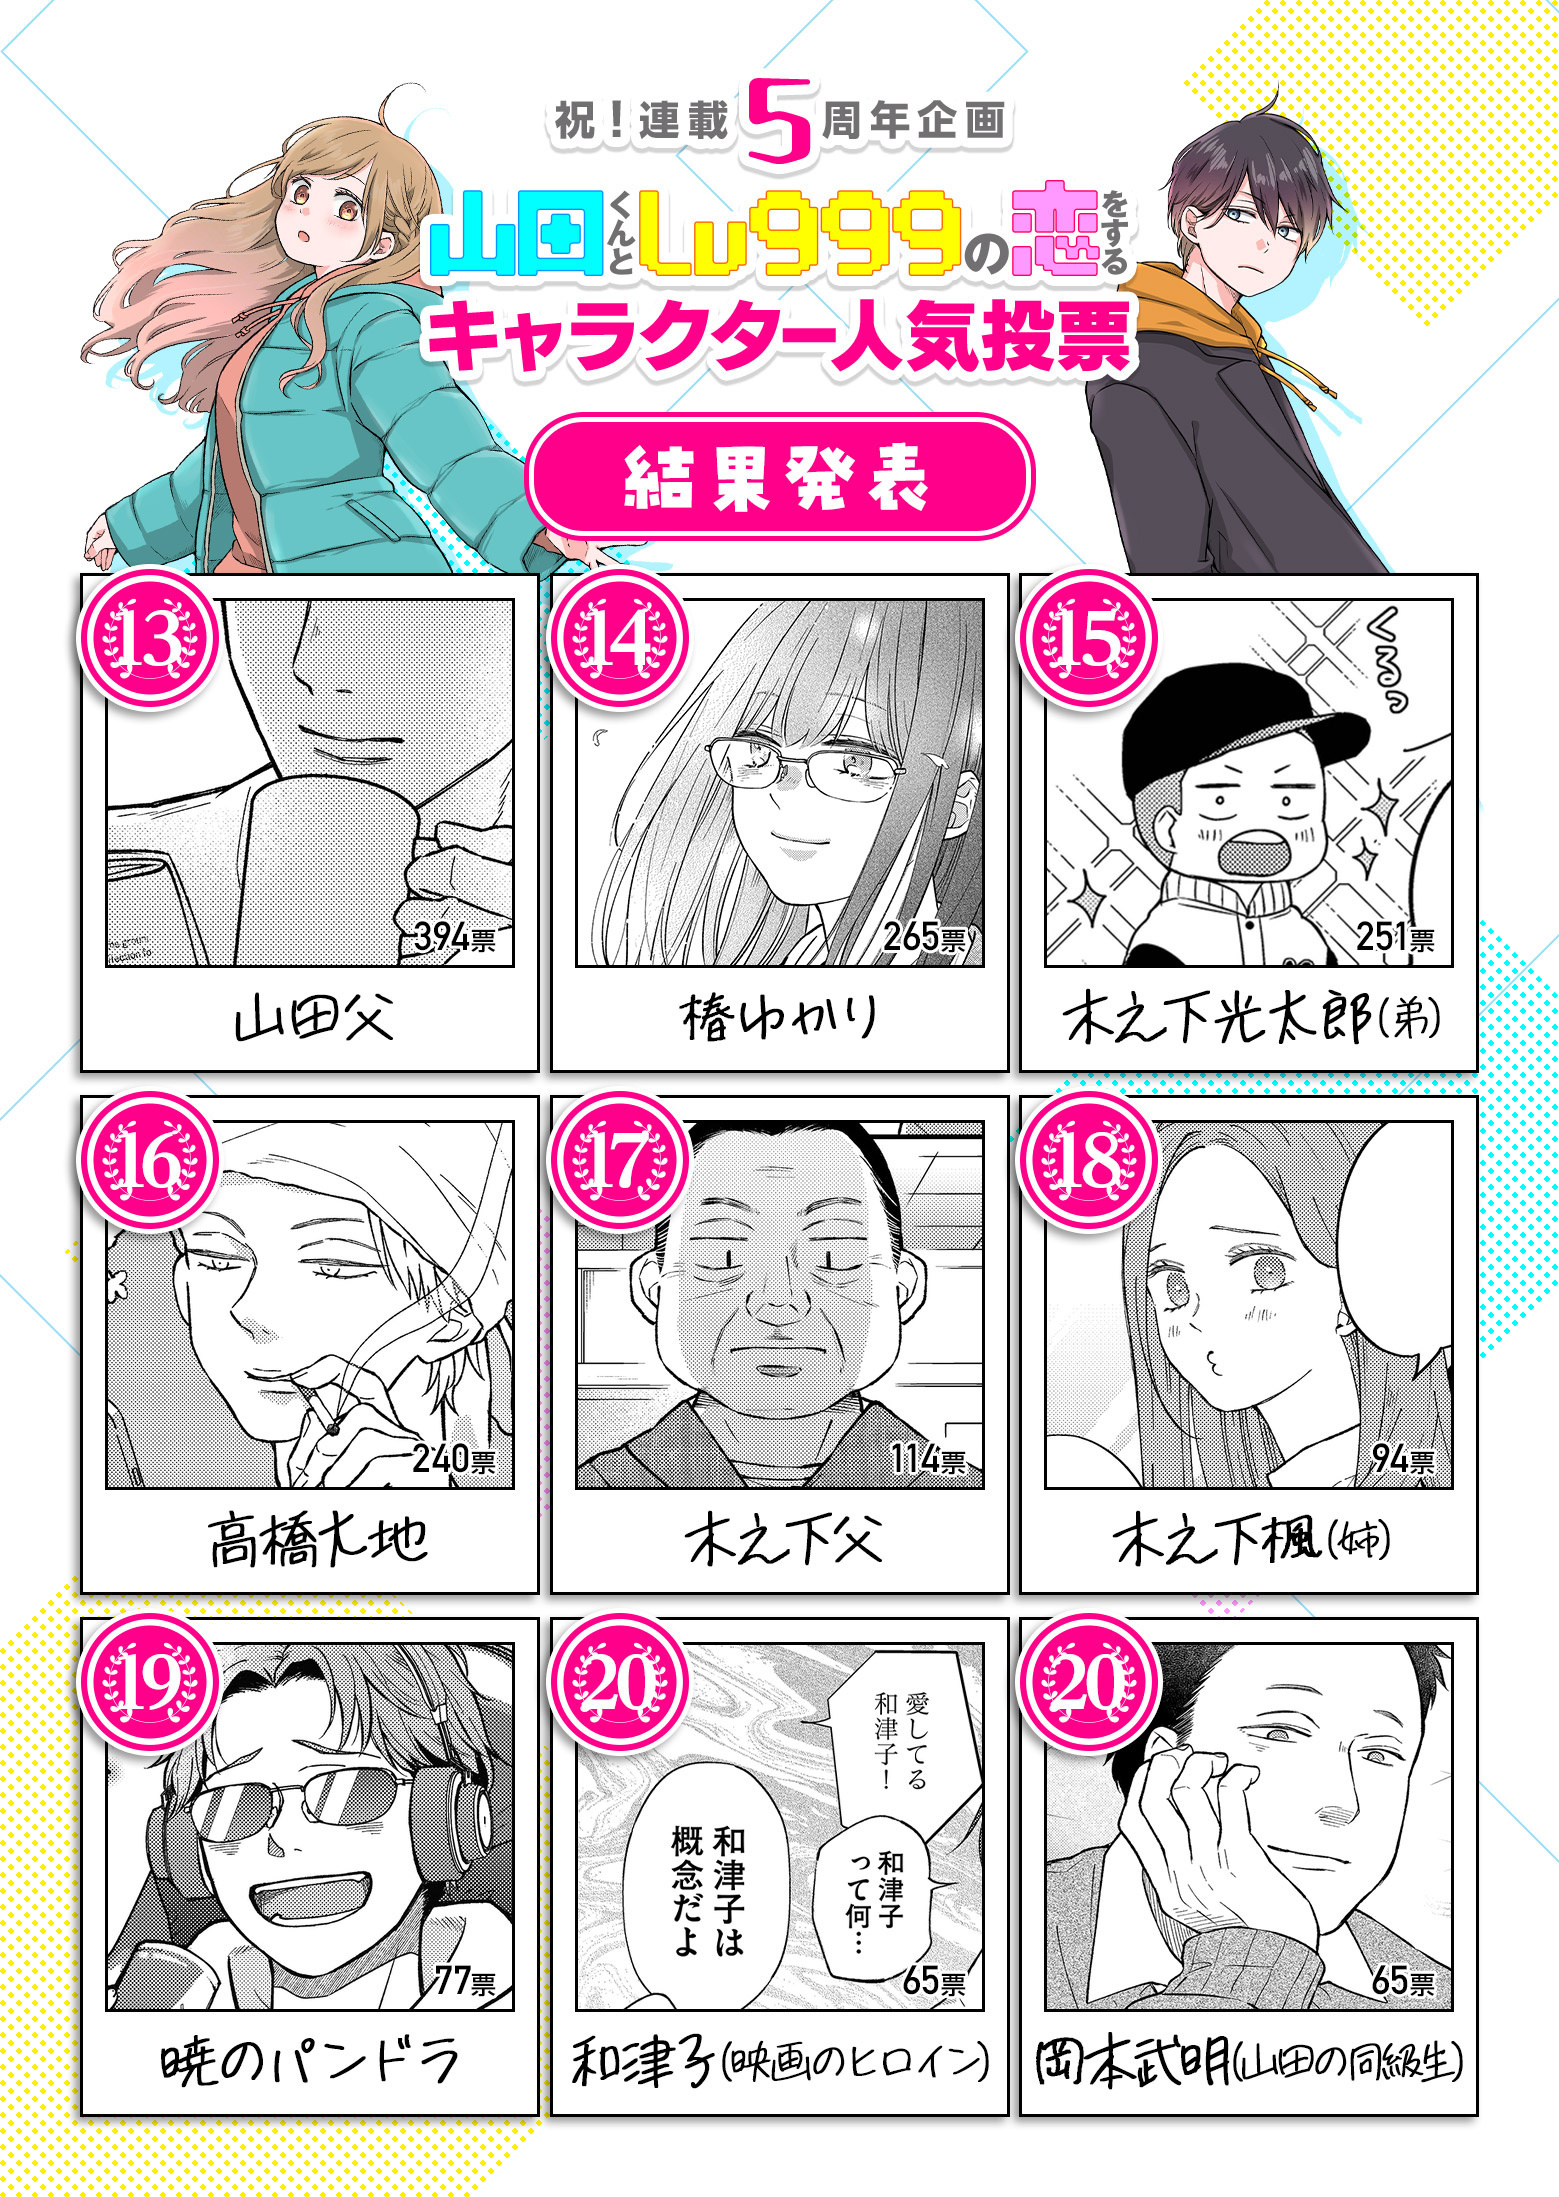 祝!連載5周年企画
山田くんとLv999の恋をする
キャラクター人気投票
結果発表
13
394票
山田父
14
265票
椿ゆかり
15
くるっ
251票
木之下光太郎(弟)
16
240票
高橋大地
17
114票
木之下父
18
94票
木之下楓(姉)
19
77票
暁のパンドラ
20
愛してる
和津子!
和津子
って何…
和津子は
概念だよ
65票
和津子(映画のヒロイン)
20
65票
岡本武明(山田の同級生)